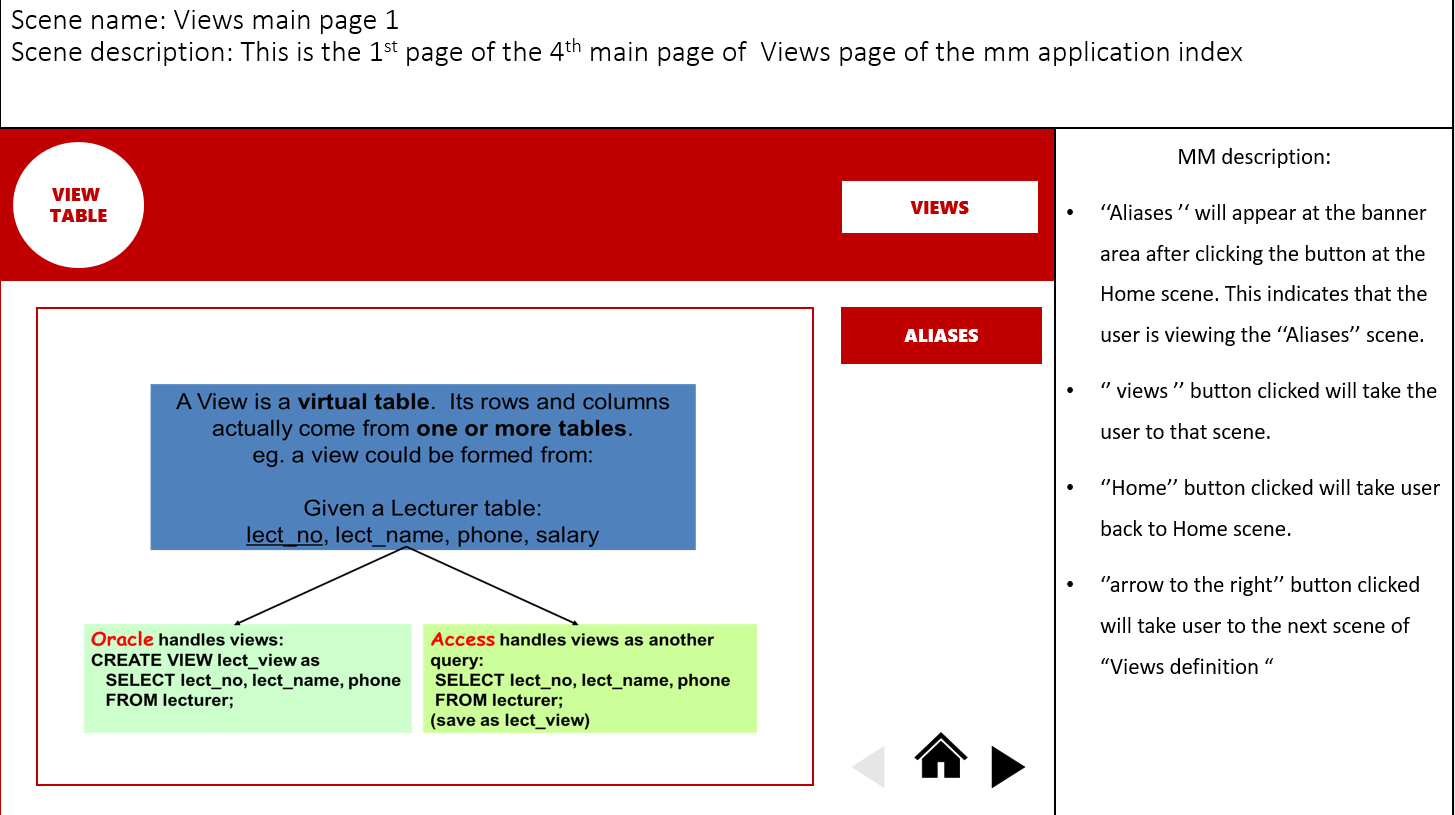 Scene name: Views main page 1
Scene description: This is the 1st page of the 4th main page of  Views page of the mm application index
VIEW
TABLE
VIEWS
ALIASES
A View is a virtual table.  Its rows and columns
actually come from one or more tables.
eg. a view could be formed from:
Given a Lecturer table:
lect_no, lect_name, phone, salary
Oracle handles views:
CREATE VIEW lect_view as
SELECT lect_no, lect_name, phone
FROM lecturer;
Access handles views as another
query:
SELECT lect_no, lect_name, phone
FROM lecturer;
(save as lect_view)
MM description:
• ‘‘Aliases ’‘ will appear at the banner
area after clicking the button at the
Home scene. This indicates that the
user is viewing the ‘‘Aliases’’ scene.
• ‘’ views ’’ button clicked will take the
user to that scene.
• ‘’Home’’ button clicked will take user
back to Home scene.
• ‘’arrow to the right’’ button clicked
will take user to the next scene of
“Views definition “